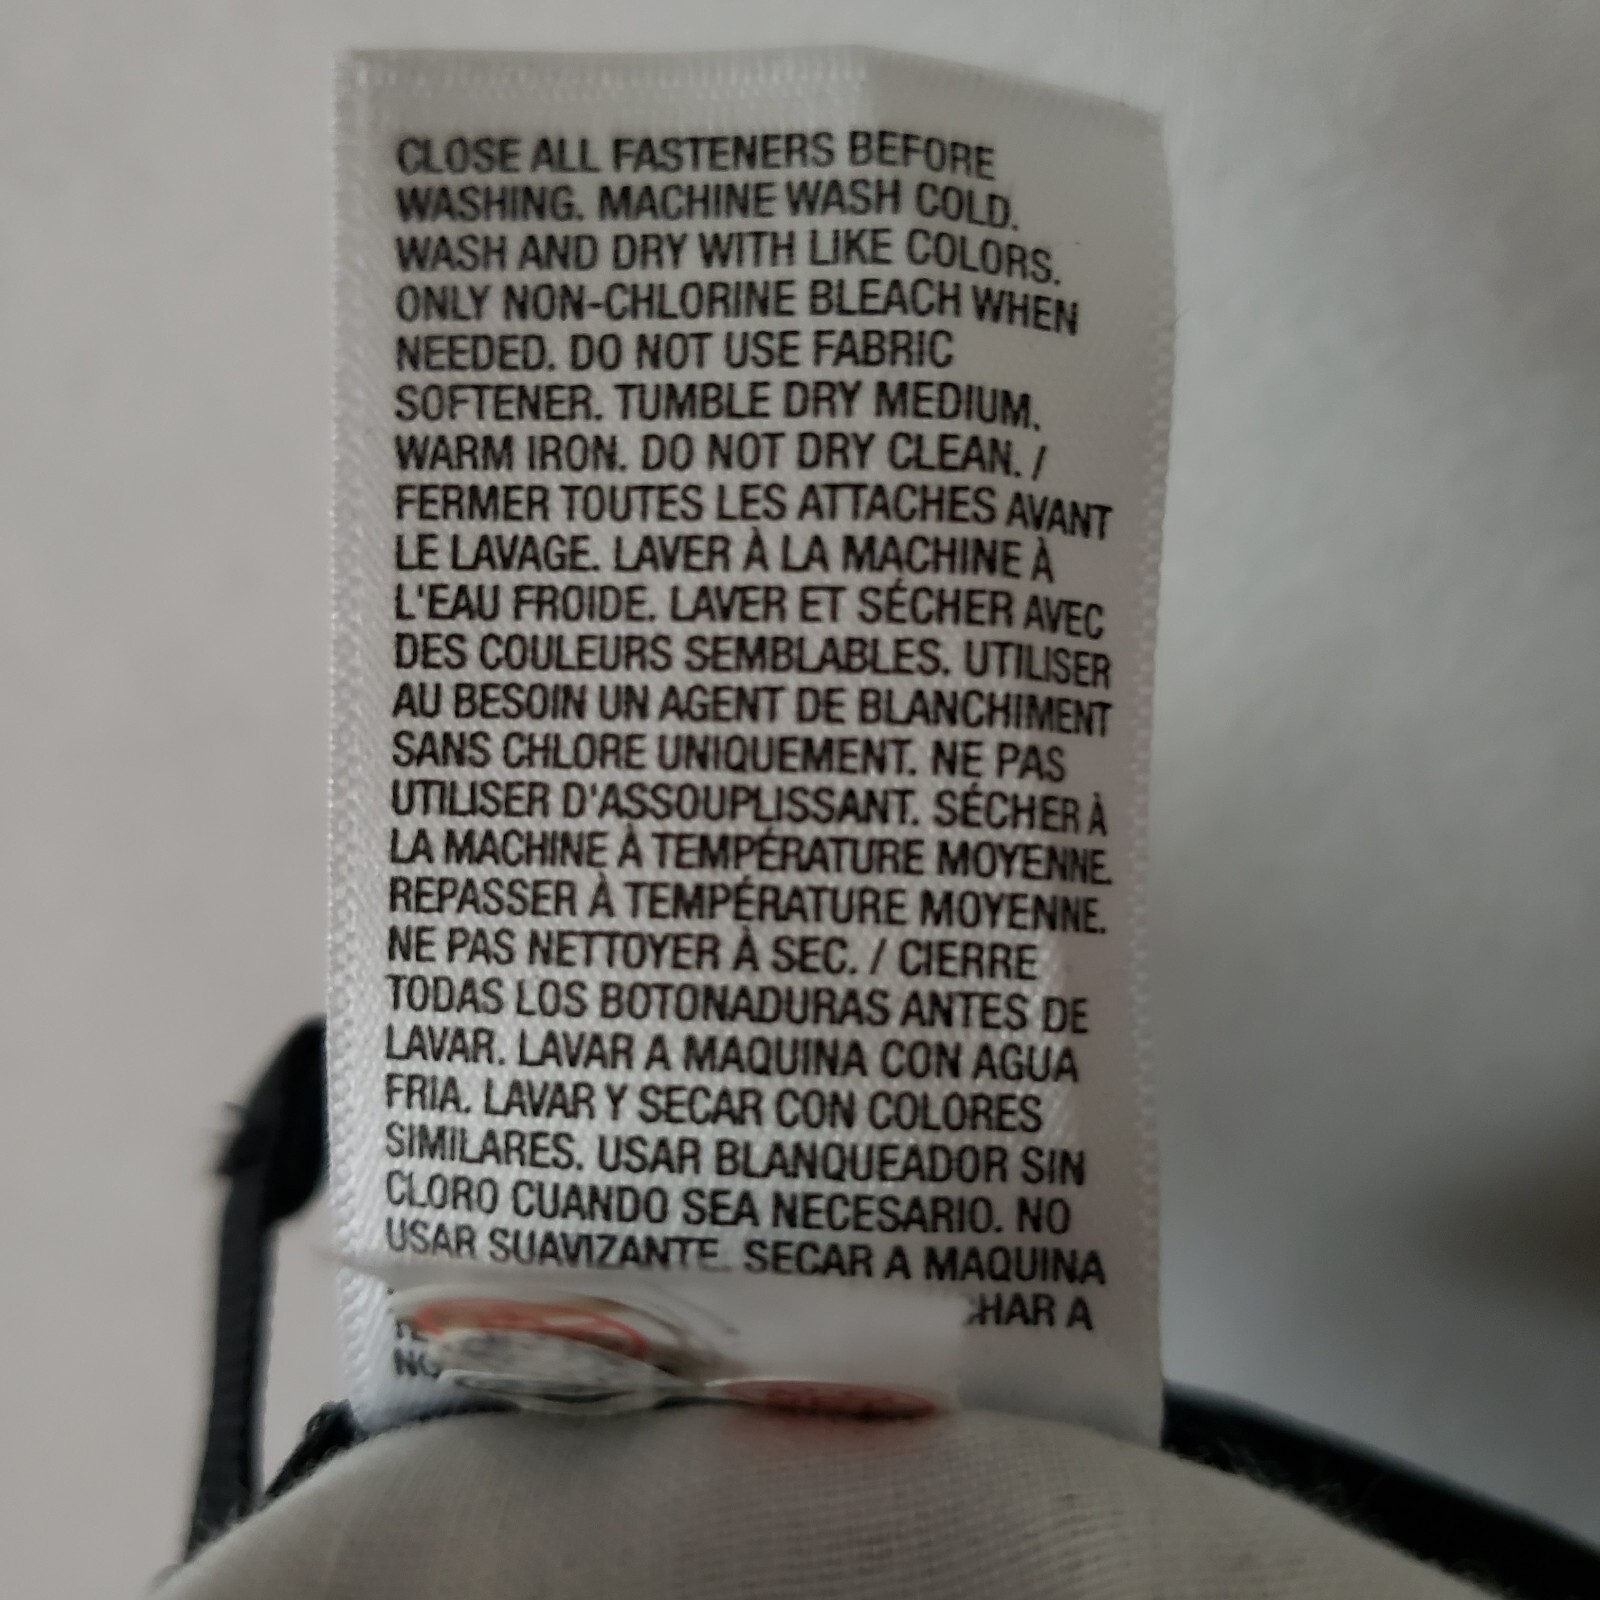 CLOSE ALL FASTENERS BEFORE
WASHING. MACHINE WASH COLD.
WASH AND DRY WITH LIKE COLORS.
ONLY NON-CHLORINE BLEACH WHEN
NEEDED. DO NOT USE FABRIC
SOFTENER. TUMBLE DRY MEDIUM.
WARM IRON. DO NOT DRY CLEAN. /
FERMER TOUTES LES ATTACHES AVANT
LE LAVAGE. LAVER À LA MACHINE À
L'EAU FROIDE. LAVER ET SÉCHER AVEC
DES COULEURS SEMBLABLES. UTILISER
AU BESOIN UN AGENT DE BLANCHIMENT
SANS CHLORE UNIQUEMENT. NE PAS
UTILISER D'ASSOUPLISSANT. SÉCHER À
LA MACHINE À TEMPÉRATURE MOYENNE.
REPASSER À TEMPÉRATURE MOYENNE.
NE PAS NETTOYER À SEC. / CIERRE
TODAS LOS BOTONADURAS ANTES DE
LAVAR. LAVAR A MAQUINA CON AGUA
FRIA. LAVAR Y SECAR CON COLORES
SIMILARES. USAR BLANQUEADOR SIN
CLORO CUANDO SEA NECESARIO. NO
USAR SUAVIZANTE. SECAR A MAQUINA
A